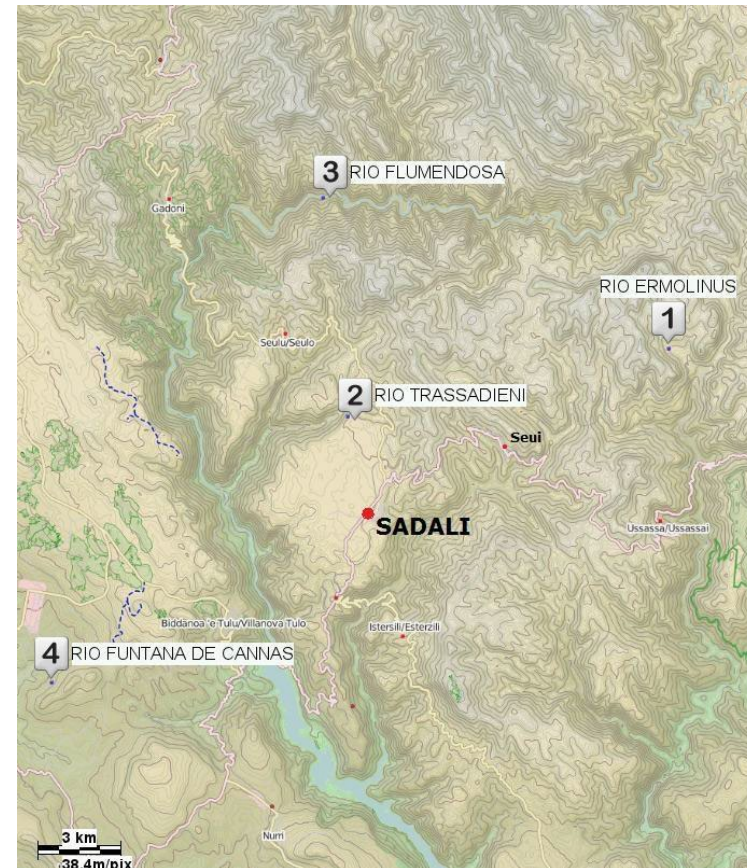 3 RIO FLUMENDOSA
Gadoni
RIO ERMOLINUS
1
Seulu/Seulo
2 RIO TRASSADIENI
Seui
SADALI
Ussassa/Ussassai
Biddanoa 'e Tulu/Villanova Tulo
Istersili/Esterzili
4 RIO FUNTANA DE CANNAS
Nurri
3 km
38.4m/pix